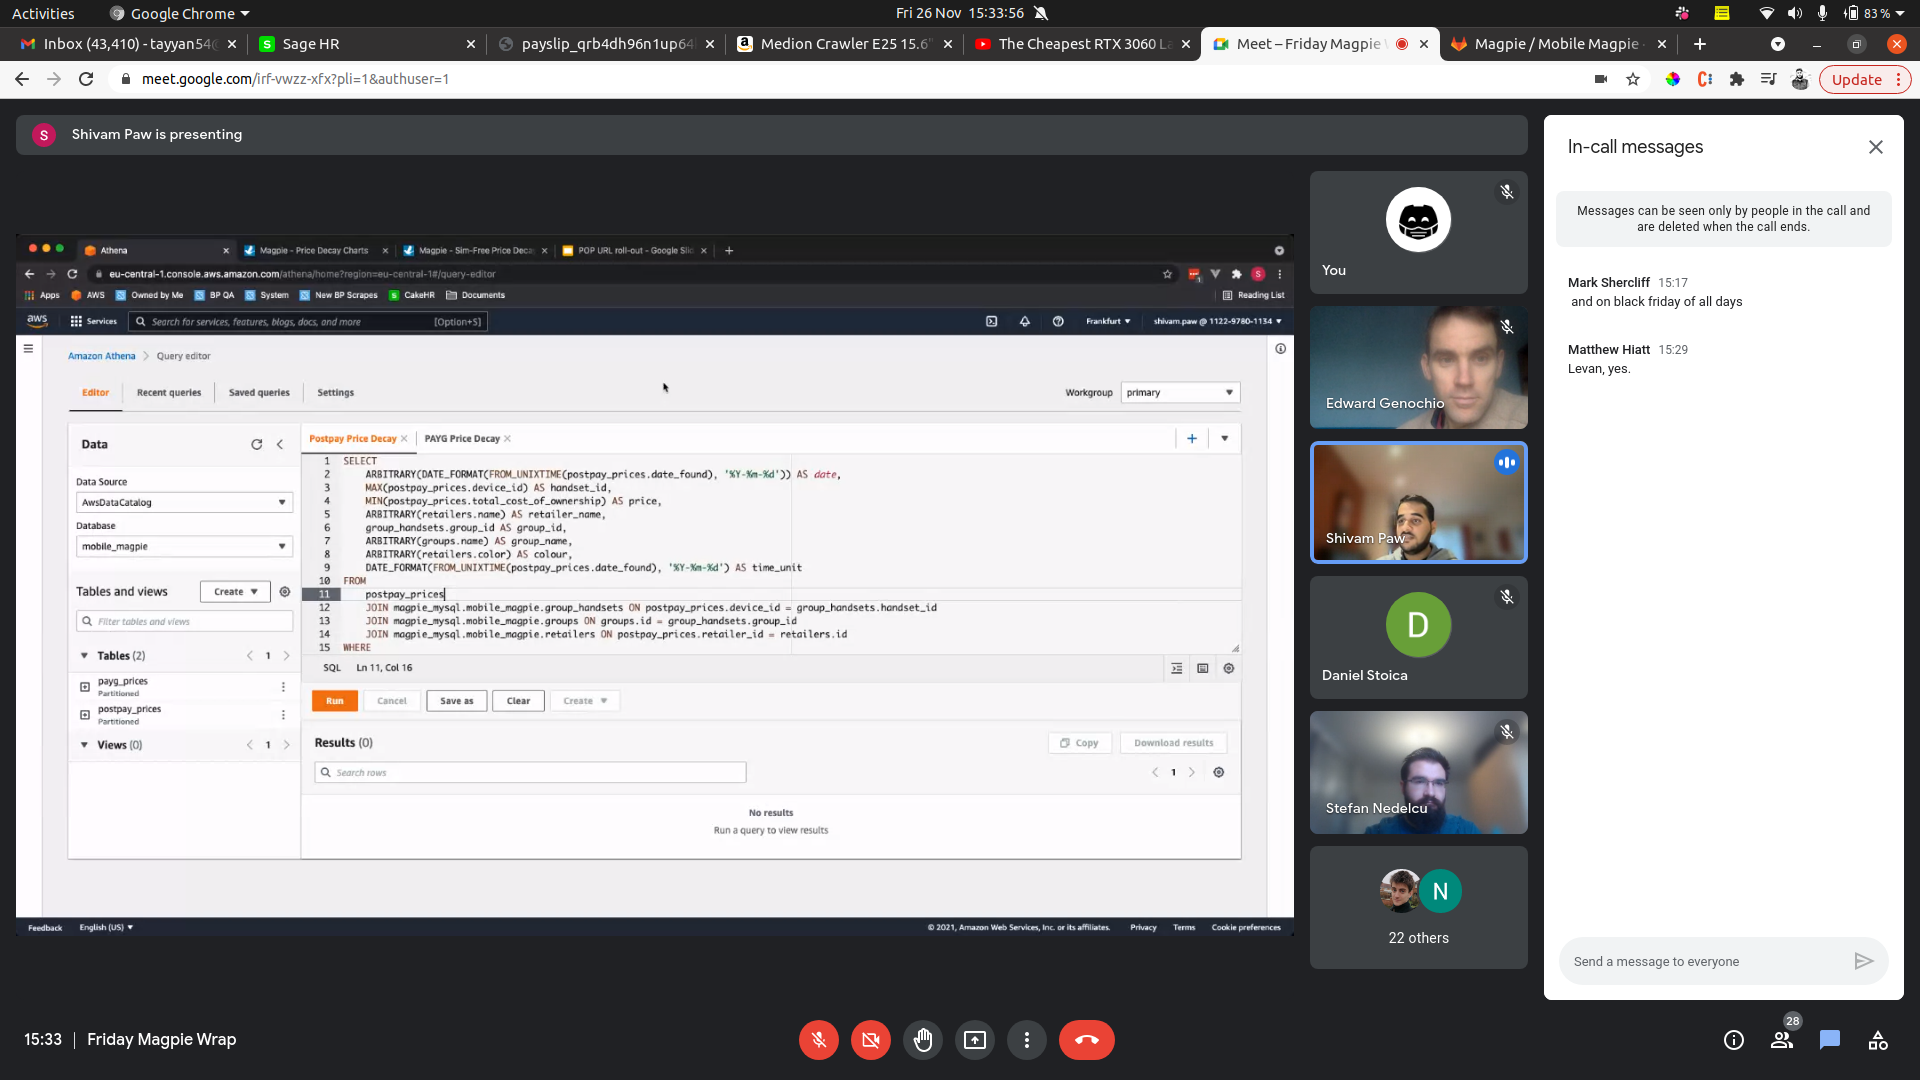 Activities
Google Chrome
Fri 26 Nov 15:33:56
83 %
Inbox (43,410) - tayyan54
Sage HR
payslip_qrb4dh96n1up64
Medion Crawler E25 15.6"
The Cheapest RTX 3060 La
Meet – Friday Magpie W
Magpie / Mobile Magpie
meet.google.com/irf-vwzz-xfx?pli=1&authuser=1
Update
S
Shivam Paw is presenting
Athena
Magpie - Price Decay Charts
Magpie - Sim-Free Price Deca
POP URL roll-out - Google Slid
eu-central-1.console.aws.amazon.com/athena/home?region=eu-central-1#/query-editor
S
Apps
AWS
Owned by Me
BP QA
System
New BP Scrapes
CakeHR
Documents
Reading List
aws
Services
Search for services, features, blogs, docs, and more
[Option+S]
Frankfurt
shivam.paw @ 1122-9780-1134
Amazon Athena > Query editor
Editor
Recent queries
Saved queries
Settings
Workgroup
primary
Data
Data Source
AwsDataCatalog
Database
mobile_magpie
Tables and views
Create
Filter tables and views
Tables (2)
1
payg_prices
Partitioned
postpay_prices
Partitioned
Views (0)
1
Postpay Price Decay
PAYG Price Decay
1 SELECT
2 ARBITRARY(DATE_FORMAT(FROM_UNIXTIME(postpay_prices.date_found), '%Y-%m-%d')) AS date,
3 MAX(postpay_prices.device_id) AS handset_id,
4 MIN(postpay_prices.total_cost_of_ownership) AS price,
5 ARBITRARY(retailers.name) AS retailer_name,
6 group_handsets.group_id AS group_id,
7 ARBITRARY(groups.name) AS group_name,
8 ARBITRARY(retailers.color) AS colour,
9 DATE_FORMAT(FROM_UNIXTIME(postpay_prices.date_found), '%Y-%m-%d') AS time_unit
10 FROM
11 postpay_prices
12 JOIN magpie_mysql.mobile_magpie.group_handsets ON postpay_prices.device_id = group_handsets.handset_id
13 JOIN magpie_mysql.mobile_magpie.groups ON groups.id = group_handsets.group_id
14 JOIN magpie_mysql.mobile_magpie.retailers ON postpay_prices.retailer_id = retailers.id
15 WHERE
SQL
Ln 11, Col 16
Run
Cancel
Save as
Clear
Create
Results (0)
Copy
Download results
Search rows
1
No results
Run a query to view results
Feedback
English (US)
© 2021, Amazon Web Services, Inc. or its affiliates.
Privacy
Terms
Cookie preferences
You
Edward Genochio
Shivam Paw
D
Daniel Stoica
Stefan Nedelcu
N
22 others
In-call messages
Messages can be seen only by people in the call and
are deleted when the call ends.
Mark Shercliff 15:17
and on black friday of all days
Matthew Hiatt 15:29
Levan, yes.
Send a message to everyone
15:33 | Friday Magpie Wrap
28